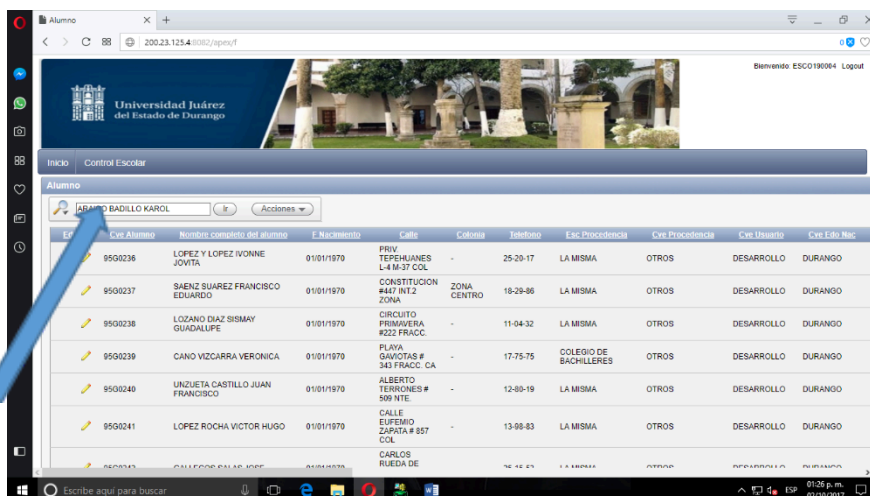 Alumno
200.23.125.4:8082/apex/f
0
Bienvenido ESCO190004 Logout
Universidad Juárez
del Estado de Durango
Inicio Control Escolar
Alumno
BADILLO KAROL Ir Acciones
Cve Alumno Nombre completo del alumno F Nacimiento Calle Colonia Telefono Esc Procedencia Cve Procedencia Cve Usuario Cve Edo Nac
95G0236 LOPEZ Y LOPEZ IVONNE JOVITA 01/01/1970 PRIV. TEPEHUANES L-4 M-37 COL - 25-20-17 LA MISMA OTROS DESARROLLO DURANGO
95G0237 SAENZ SUAREZ FRANCISCO EDUARDO 01/01/1970 CONSTITUCION #447 INT.2 ZONA ZONA CENTRO 18-29-86 LA MISMA OTROS DESARROLLO DURANGO
95G0238 LOZANO DIAZ SISMAY GUADALUPE 01/01/1970 CIRCUITO PRIMAVERA #222 FRACC. - 11-04-32 LA MISMA OTROS DESARROLLO DURANGO
95G0239 CANO VIZCARRA VERONICA 01/01/1970 PLAYA GAVIOTAS # 343 FRACC. CA - 17-75-75 COLEGIO DE BACHILLERES OTROS DESARROLLO DURANGO
95G0240 UNZUETA CASTILLO JUAN FRANCISCO 01/01/1970 ALBERTO TERRONES # 509 NTE. - 12-80-19 LA MISMA OTROS DESARROLLO DURANGO
95G0241 LOPEZ ROCHA VICTOR HUGO 01/01/1970 CALLE EUFEMIO ZAPATA # 857 COL - 13-98-83 LA MISMA OTROS DESARROLLO DURANGO
CARLOS RUEDA DE
Escribe aquí para buscar
ESP 01:26 p. m.
02/10/2017